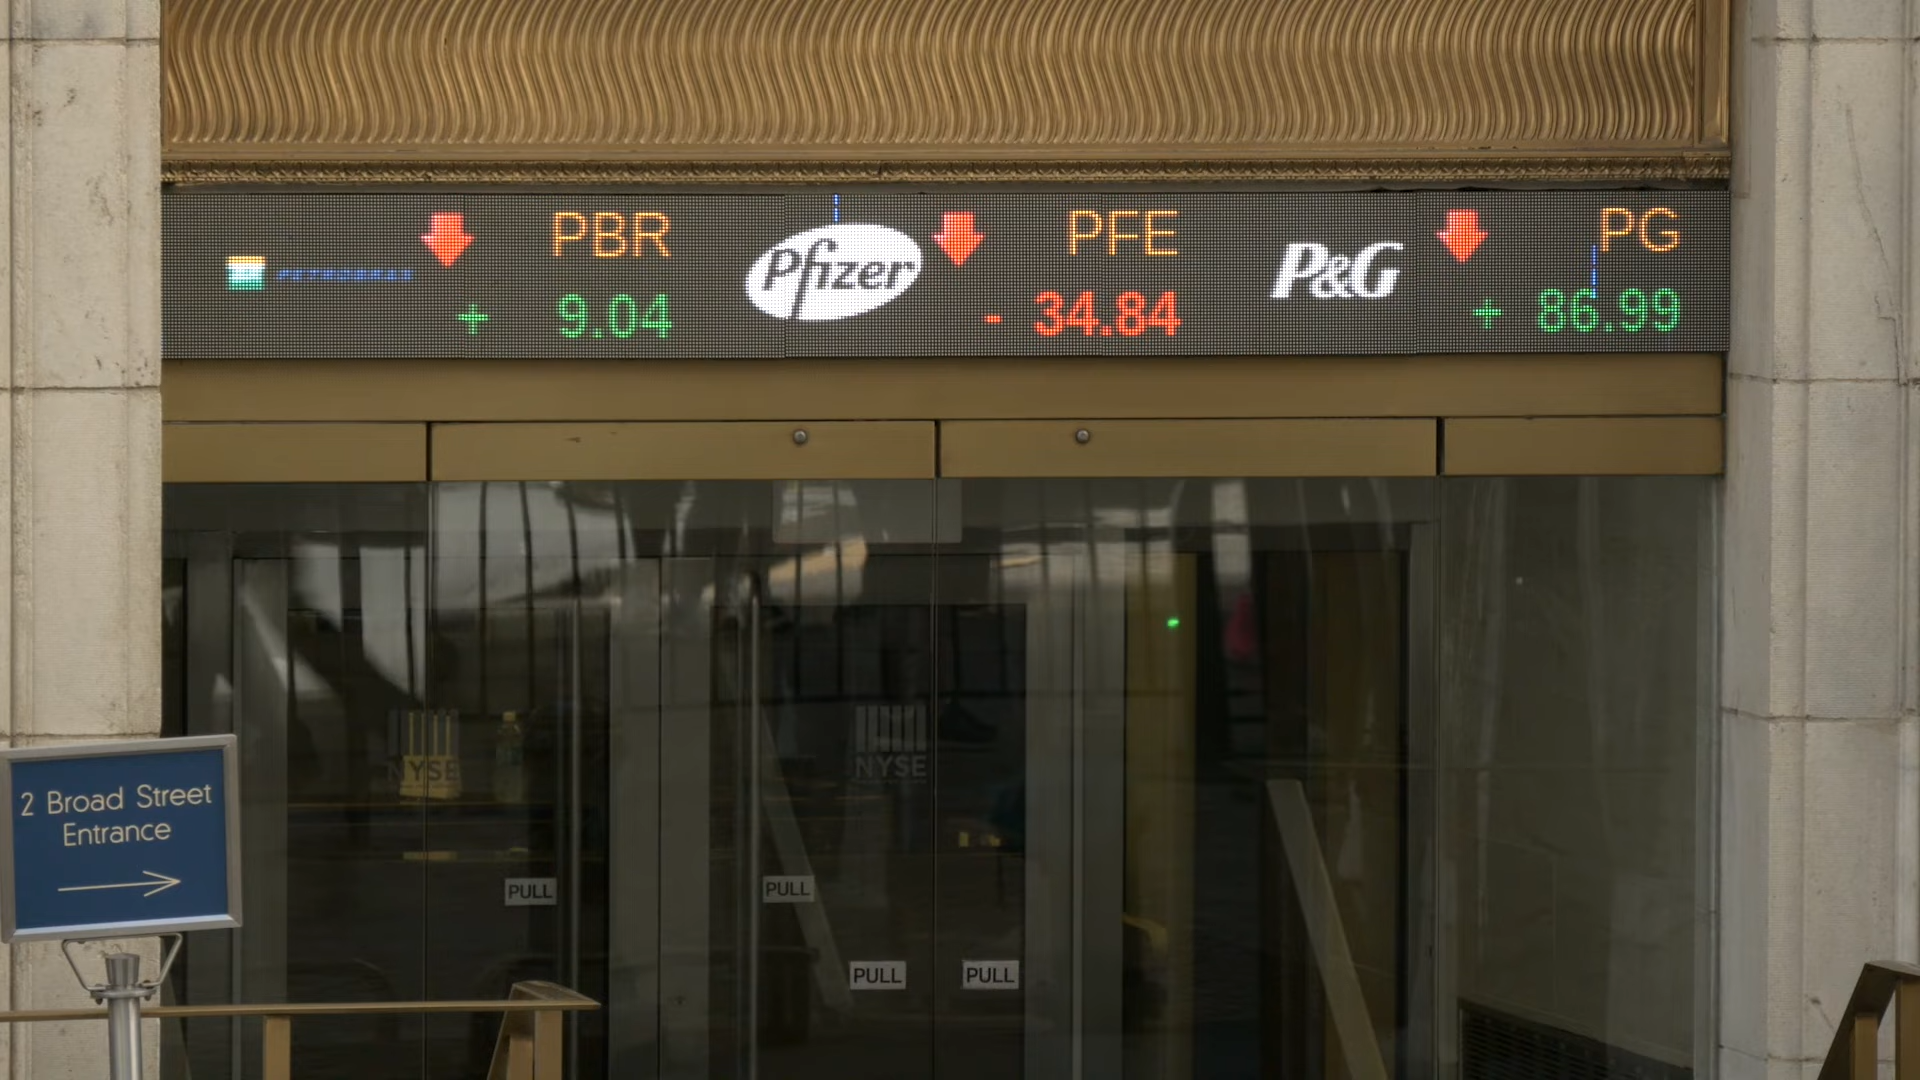 PETROBRAS
PBR
+ 9.04
Pfizer
PFE
- 34.84
P&G
PG
+ 86.99
NYSE
NYSE
2 Broad Street
Entrance
PULL
PULL
PULL
PULL